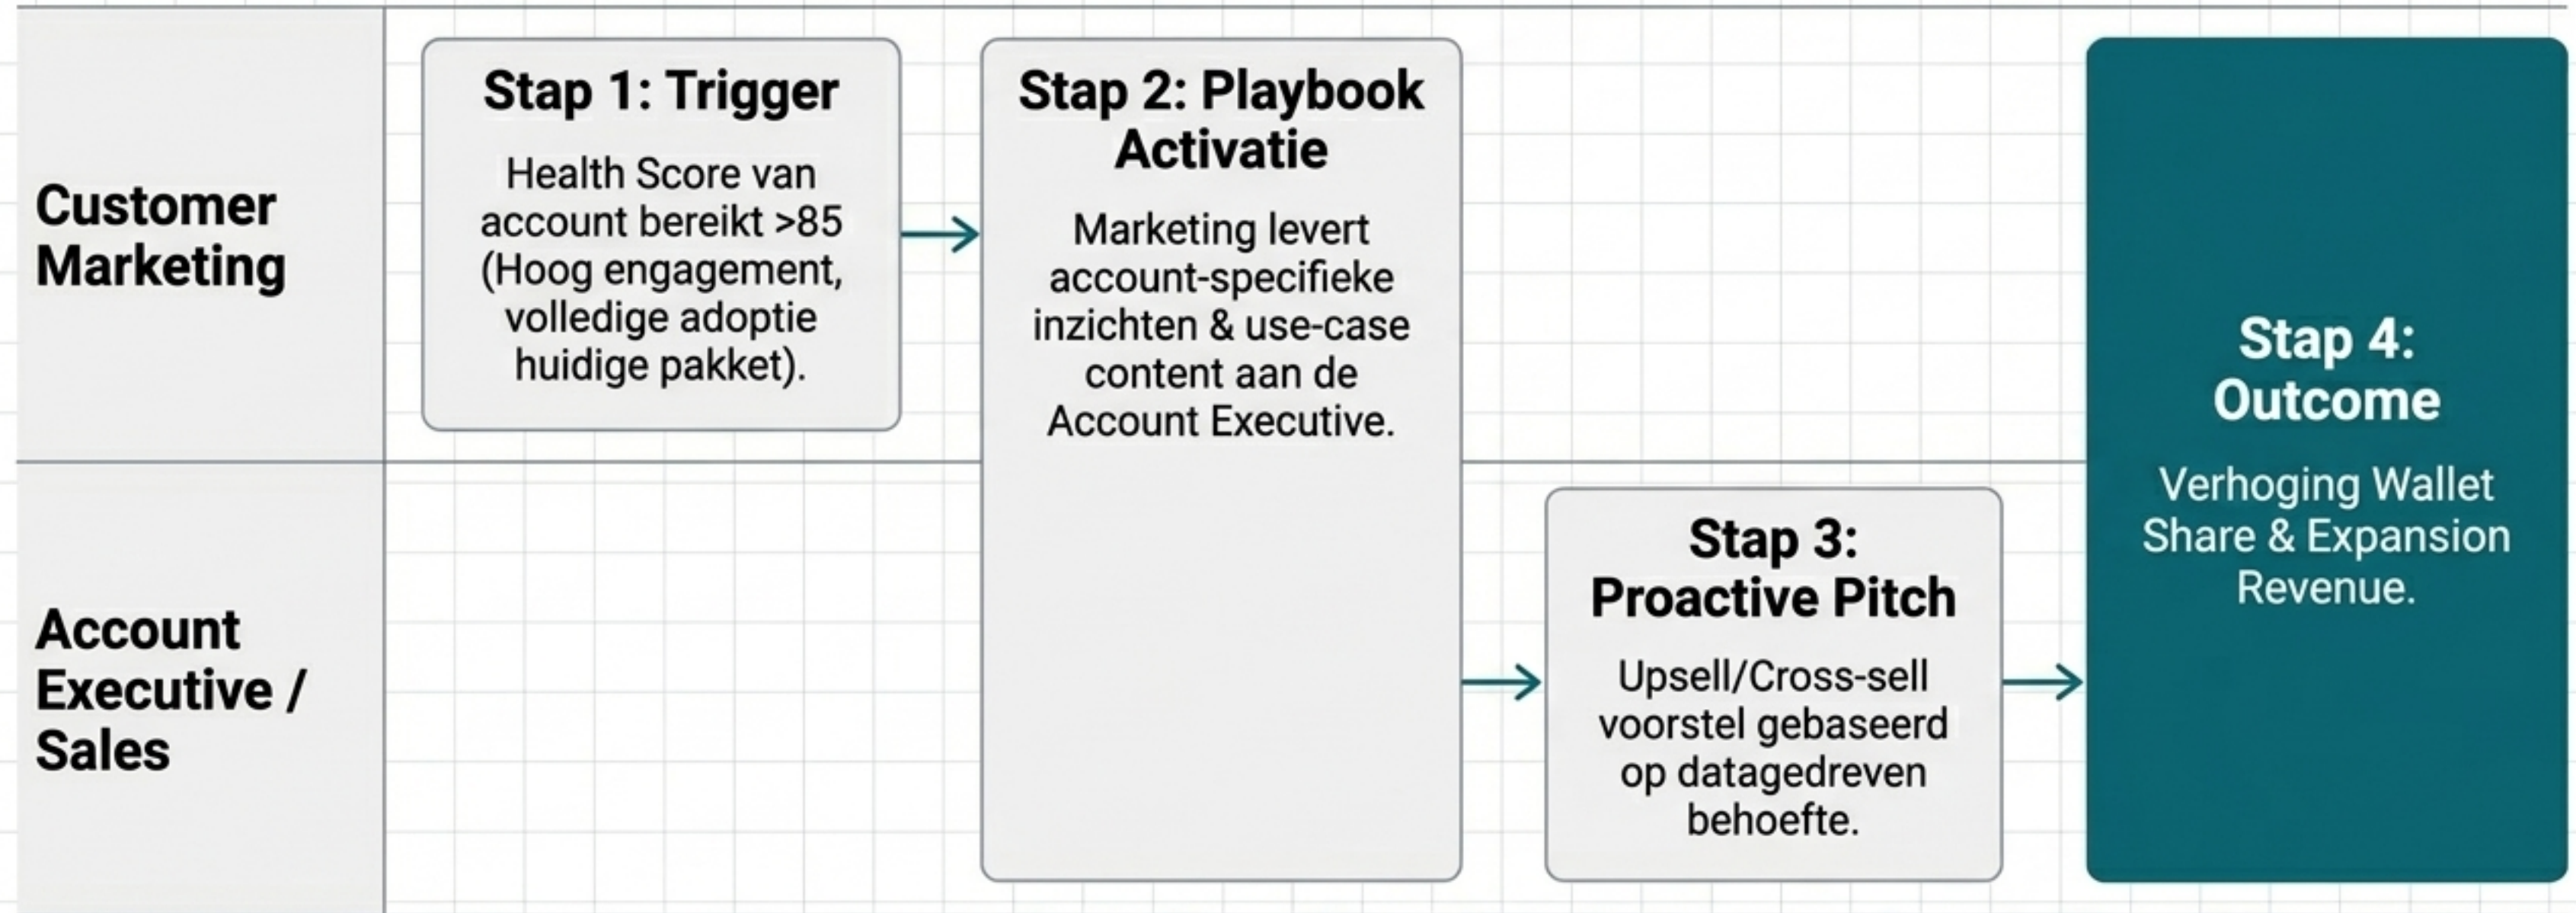 Customer
Marketing
Stap 1: Trigger
Health Score van
account bereikt >85
(Hoog engagement,
volledige adoptie
huidige pakket).
Stap 2: Playbook
Activatie
Marketing levert
account-specifieke
inzichten & use-case
content aan de
Account Executive.
Account
Executive /
Sales
Stap 3:
Proactive Pitch
Upsell/Cross-sell
voorstel gebaseerd
op datagedreven
behoefte.
Stap 4:
Outcome
Verhoging Wallet
Share & Expansion
Revenue.